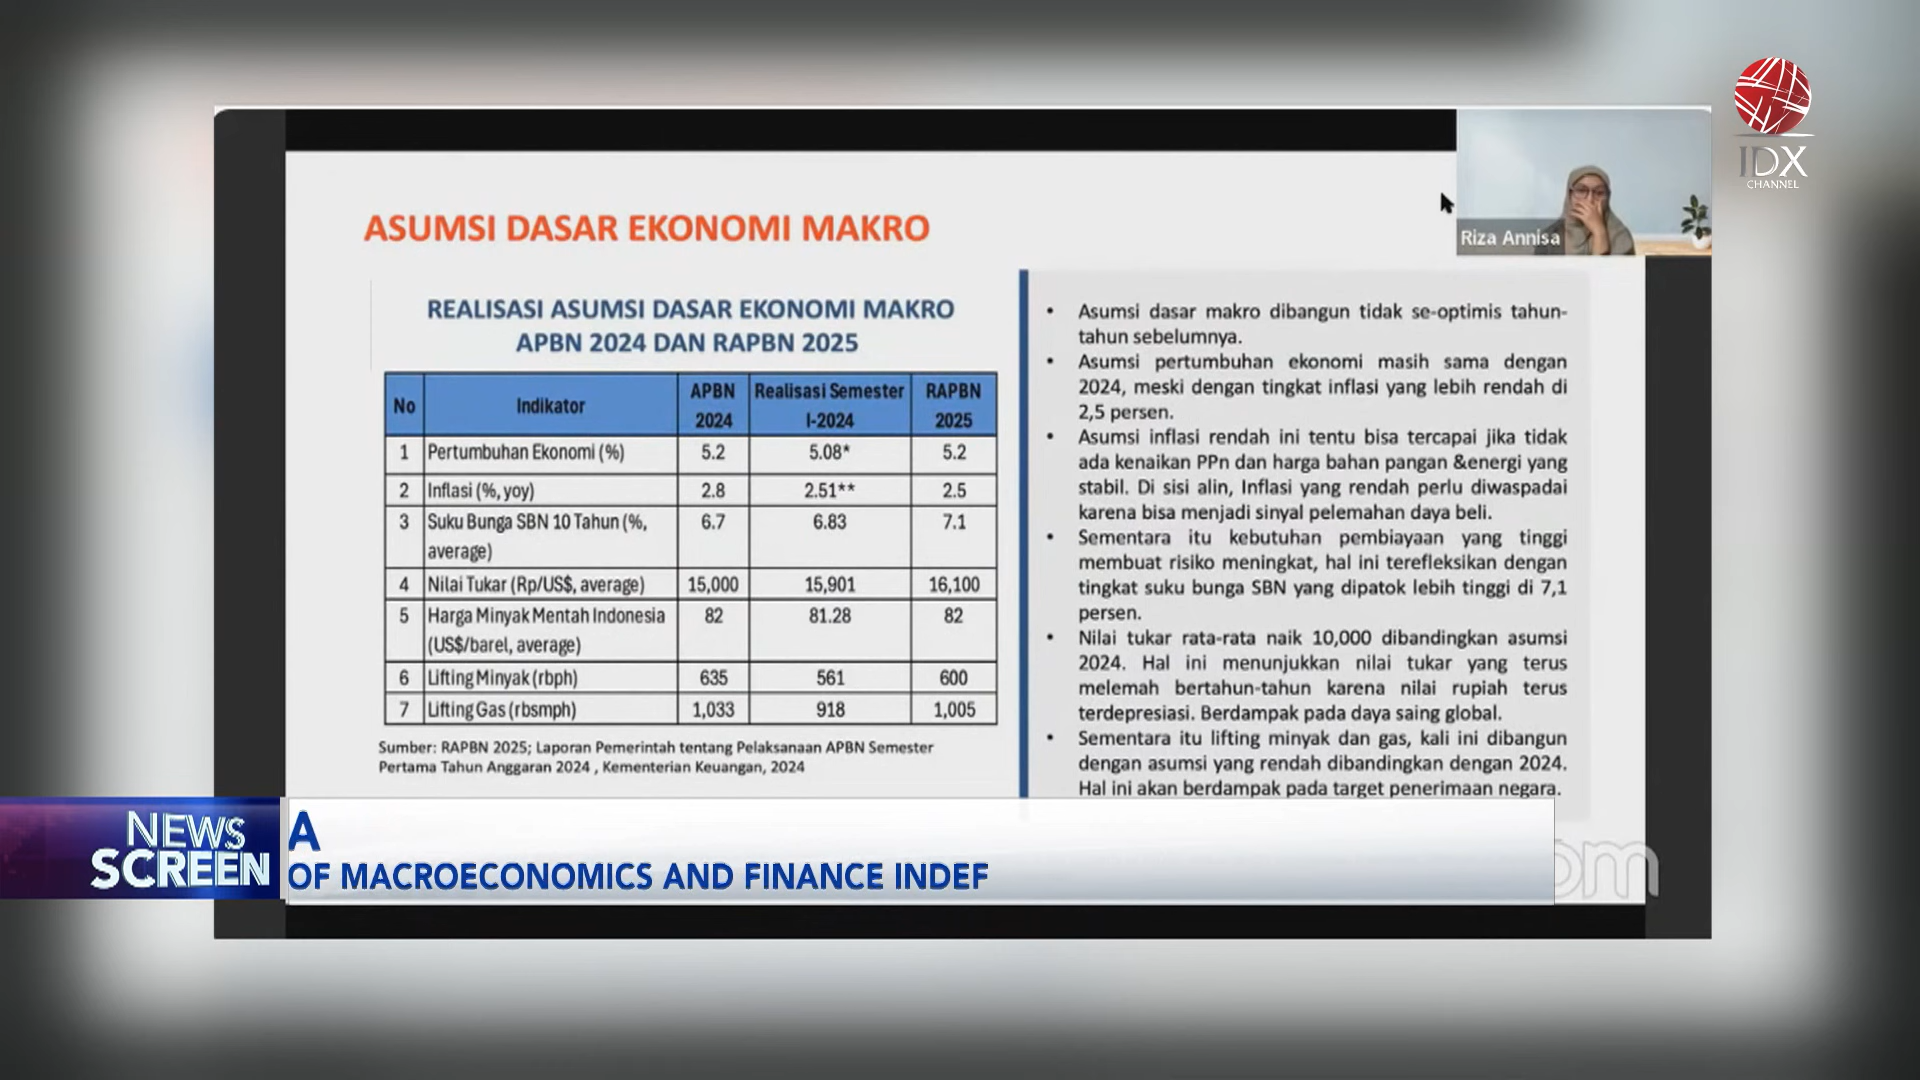 IDX
CHANNEL
Riza Annisa
ASUMSI DASAR EKONOMI MAKRO
REALISASI ASUMSI DASAR EKONOMI MAKRO
APBN 2024 DAN RAPBN 2025
No Indikator APBN 2024 Realisasi Semester I-2024 RAPBN 2025
1 Pertumbuhan Ekonomi (%) 5.2 5.08* 5.2
2 Inflasi (%, yoy) 2.8 2.51** 2.5
3 Suku Bunga SBN 10 Tahun (%, average) 6.7 6.83 7.1
4 Nilai Tukar (Rp/US$, average) 15,000 15,901 16,100
5 Harga Minyak Mentah Indonesia (US$/barel, average) 82 81.28 82
6 Lifting Minyak (rbph) 635 561 600
7 Lifting Gas (rbsmph) 1,033 918 1,005
Sumber: RAPBN 2025; Laporan Pemerintah tentang Pelaksanaan APBN Semester
Pertama Tahun Anggaran 2024 , Kementerian Keuangan, 2024
• Asumsi dasar makro dibangun tidak se-optimis tahun-
tahun sebelumnya.
• Asumsi pertumbuhan ekonomi masih sama dengan
2024, meski dengan tingkat inflasi yang lebih rendah di
2,5 persen.
• Asumsi inflasi rendah ini tentu bisa tercapai jika tidak
ada kenaikan PPn dan harga bahan pangan &energi yang
stabil. Di sisi alin, Inflasi yang rendah perlu diwaspadai
karena bisa menjadi sinyal pelemahan daya beli.
• Sementara itu kebutuhan pembiayaan yang tinggi
membuat risiko meningkat, hal ini terefleksikan dengan
tingkat suku bunga SBN yang dipatok lebih tinggi di 7,1
persen.
• Nilai tukar rata-rata naik 10,000 dibandingkan asumsi
2024. Hal ini menunjukkan nilai tukar yang terus
melemah bertahun-tahun karena nilai rupiah terus
terdepresiasi. Berdampak pada daya saing global.
• Sementara itu lifting minyak dan gas, kali ini dibangun
dengan asumsi yang rendah dibandingkan dengan 2024.
Hal ini akan berdampak pada target penerimaan negara.
NEWS
SCREEN
A
OF MACROECONOMICS AND FINANCE INDEF
om